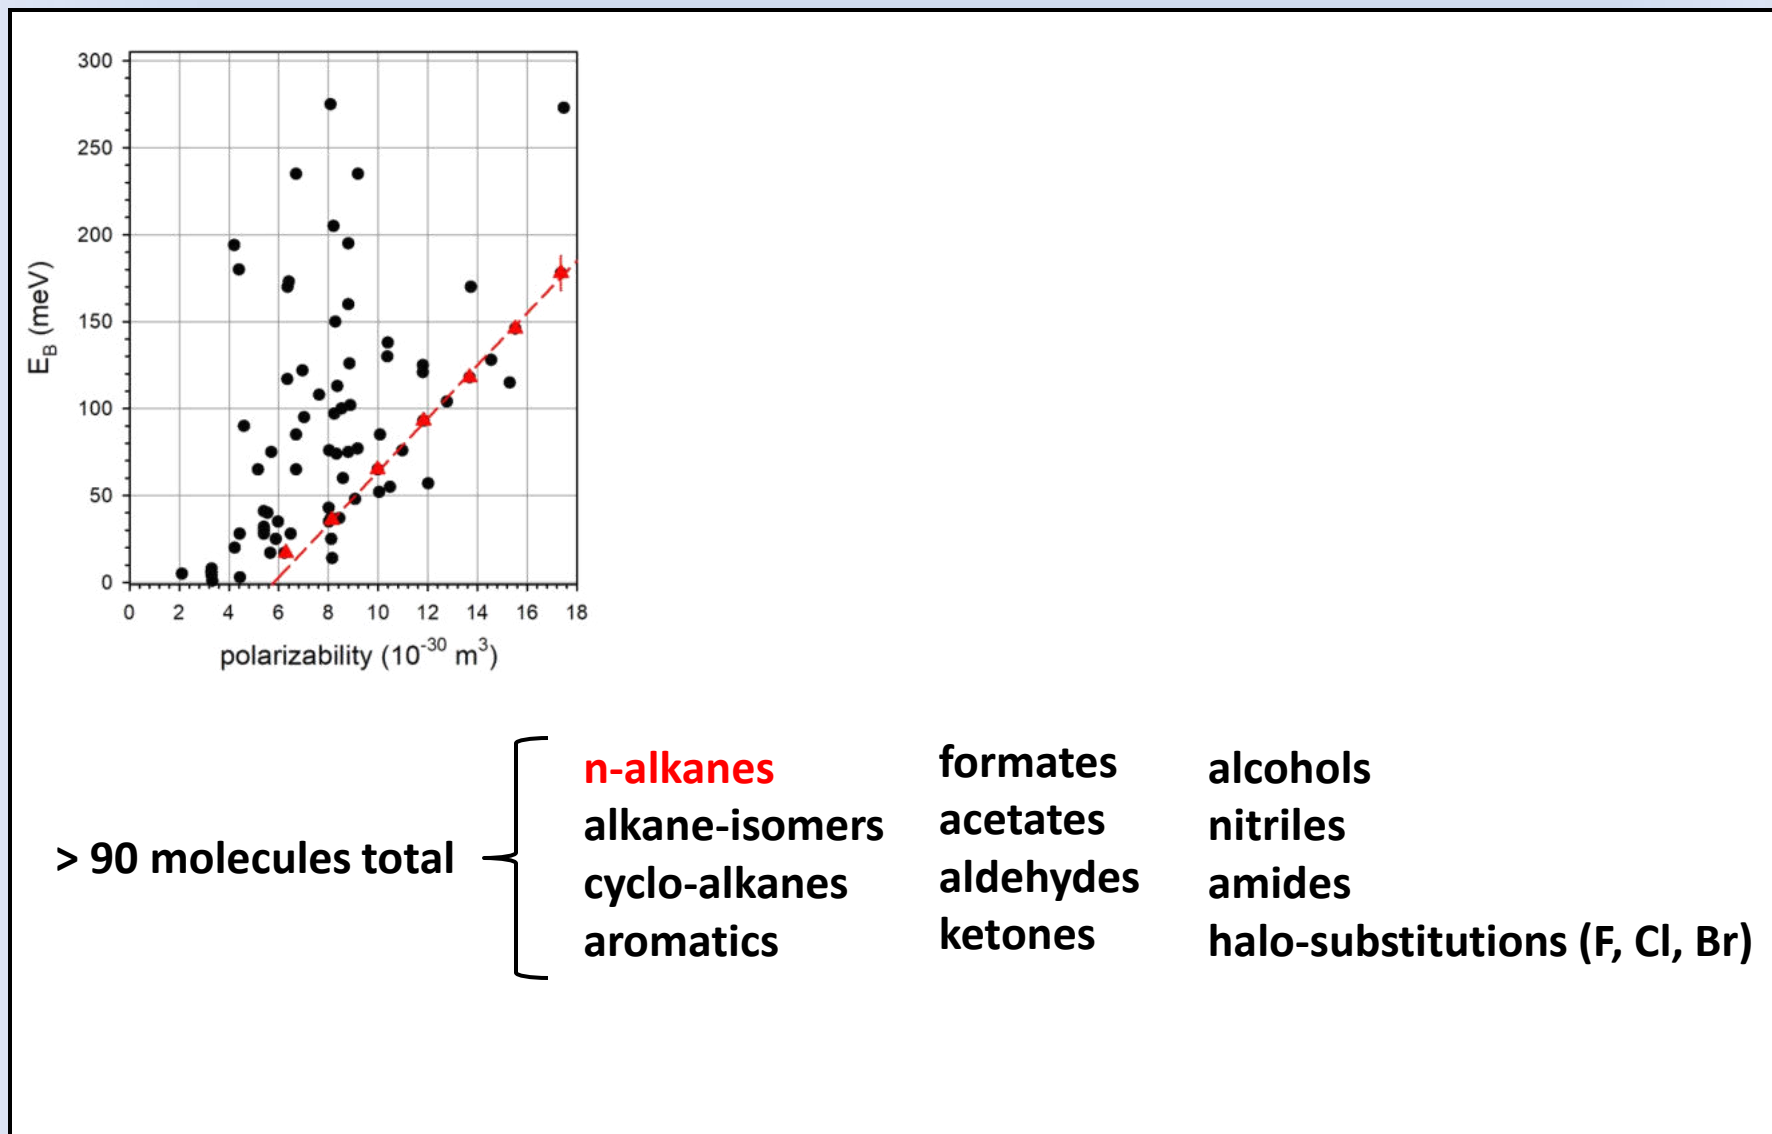 300
250
200
150
100
50
0
E_B (meV)
0 2 4 6 8 10 12 14 16 18
polarizability (10^-30 m^3)
> 90 molecules total
n-alkanes
alkane-isomers
cyclo-alkanes
aromatics
formates
acetates
aldehydes
ketones
alcohols
nitriles
amides
halo-substitutions (F, Cl, Br)